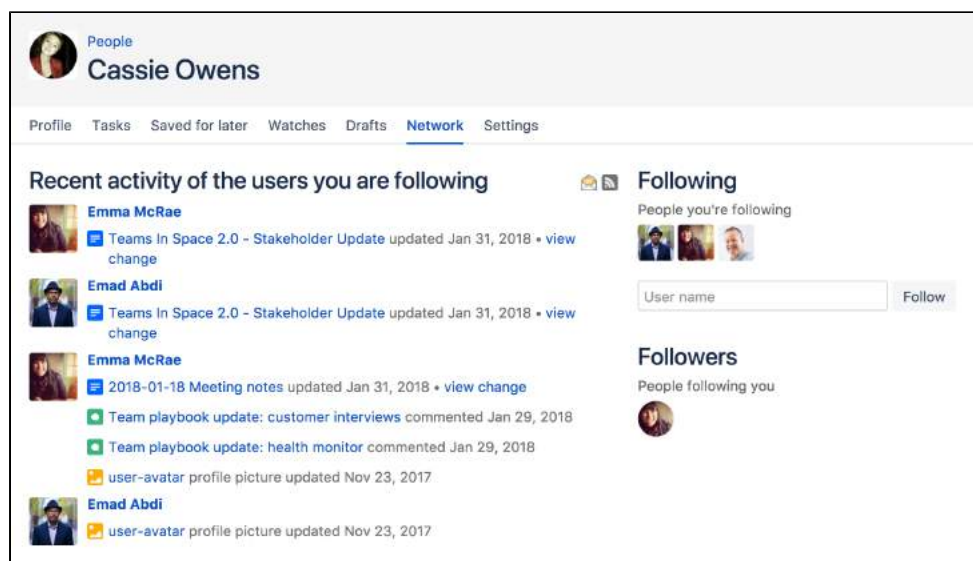 People
Cassie Owens
Profile Tasks Saved for later Watches Drafts Network Settings
Recent activity of the users you are following
Emma McRae
Teams In Space 2.0 - Stakeholder Update updated Jan 31, 2018 • view
change
Emad Abdi
Teams In Space 2.0 - Stakeholder Update updated Jan 31, 2018 • view
change
Emma McRae
2018-01-18 Meeting notes updated Jan 31, 2018 • view change
Team playbook update: customer interviews commented Jan 29, 2018
Team playbook update: health monitor commented Jan 29, 2018
user-avatar profile picture updated Nov 23, 2017
Emad Abdi
user-avatar profile picture updated Nov 23, 2017
Following
People you're following
User name Follow
Followers
People following you